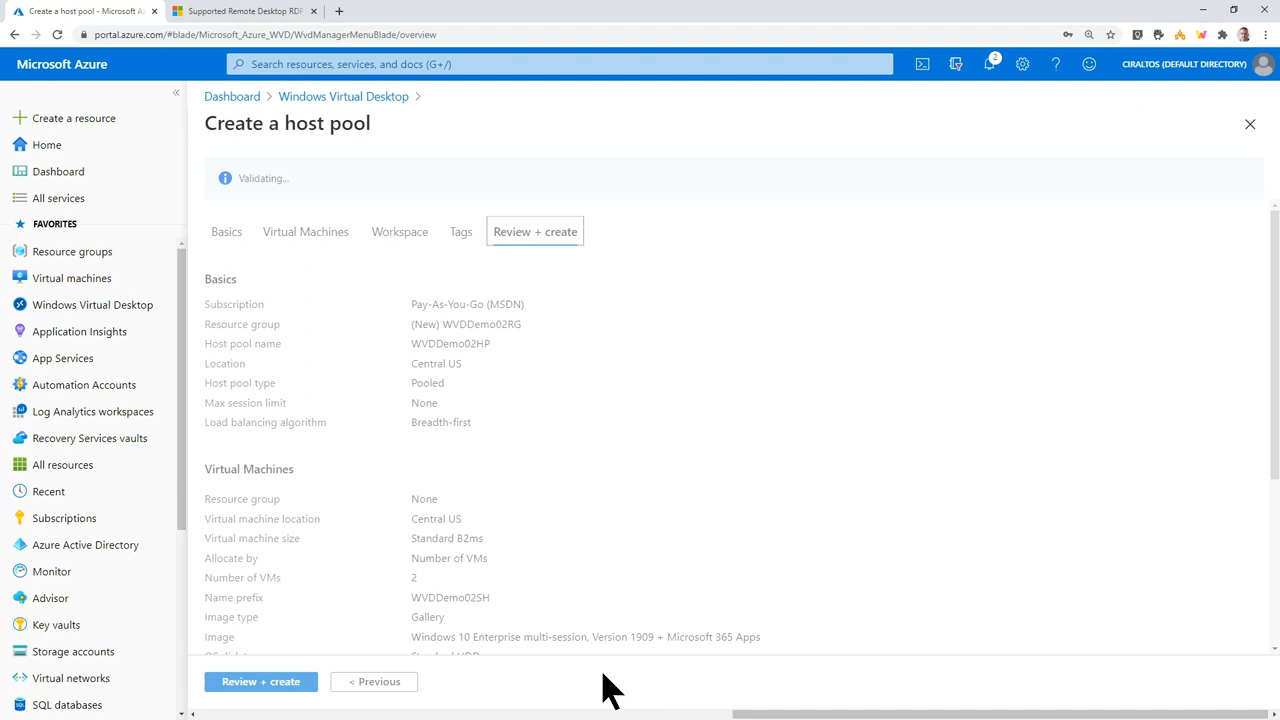 Create a host pool - Microsoft A
Supported Remote Desktop RDP
portal.azure.com/#blade/Microsoft_Azure_WVD/WvdManagerMenuBlade/overview
Microsoft Azure
Search resources, services, and docs (G+/)
2
CIRALTOS (DEFAULT DIRECTORY)
Dashboard > Windows Virtual Desktop >
Create a host pool
Validating...
Create a resource
Home
Dashboard
All services
FAVORITES
Resource groups
Virtual machines
Windows Virtual Desktop
Application Insights
App Services
Automation Accounts
Log Analytics workspaces
Recovery Services vaults
All resources
Recent
Subscriptions
Azure Active Directory
Monitor
Advisor
Key vaults
Storage accounts
Virtual networks
SQL databases
Basics Virtual Machines Workspace Tags Review + create
Basics
Subscription Pay-As-You-Go (MSDN)
Resource group (New) WVDDemo02RG
Host pool name WVDDemo02HP
Location Central US
Host pool type Pooled
Max session limit None
Load balancing algorithm Breadth-first
Virtual Machines
Resource group None
Virtual machine location Central US
Virtual machine size Standard B2ms
Allocate by Number of VMs
Number of VMs 2
Name prefix WVDDemo02SH
Image type Gallery
Image Windows 10 Enterprise multi-session, Version 1909 + Microsoft 365 Apps
Review + create < Previous